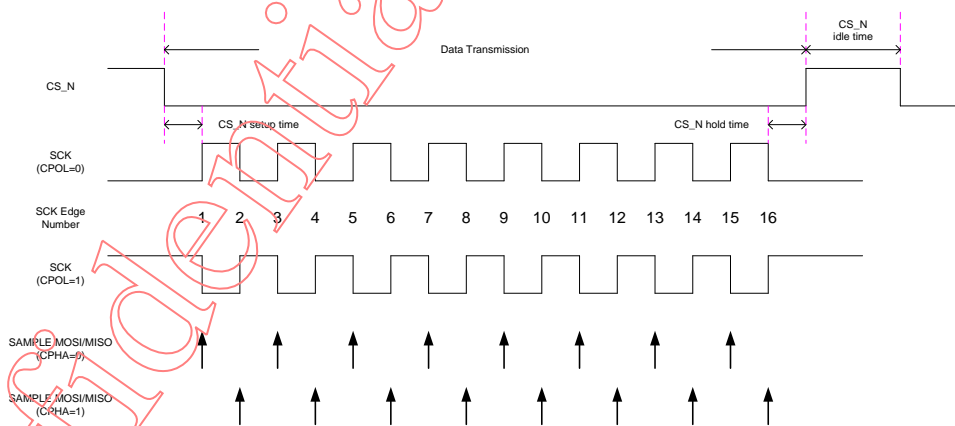 CS_N
idle time
Data Transmission
CS_N
CS_N setup time
CS_N hold time
SCK
(CPOL=0)
SCK Edge
Number
1 2 3 4 5 6 7 8 9 10 11 12 13 14 15 16
SCK
(CPOL=1)
SAMPLE MOSI/MISO
(CPHA=0)
SAMPLE MOSI/MISO
(CPHA=1)
fidentia